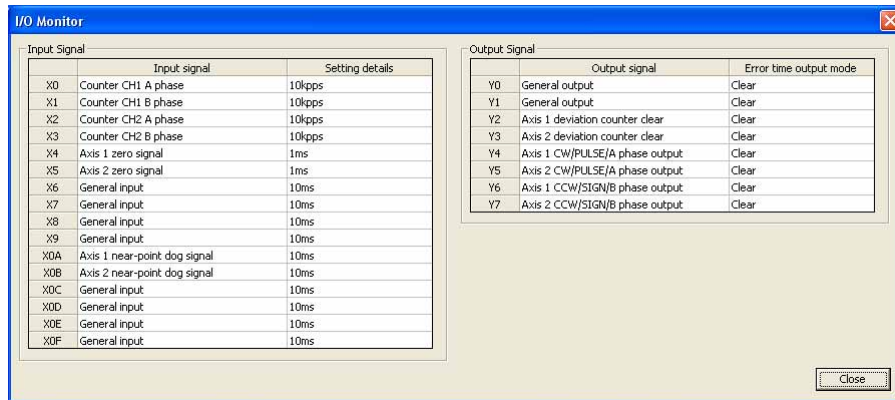 I/O Monitor
Input Signal
Input signal Setting details
X0 Counter CH1 A phase 10kpps
X1 Counter CH1 B phase 10kpps
X2 Counter CH2 A phase 10kpps
X3 Counter CH2 B phase 10kpps
X4 Axis 1 zero signal 1ms
X5 Axis 2 zero signal 1ms
X6 General input 10ms
X7 General input 10ms
X8 General input 10ms
X9 General input 10ms
X0A Axis 1 near-point dog signal 10ms
X0B Axis 2 near-point dog signal 10ms
X0C General input 10ms
X0D General input 10ms
X0E General input 10ms
X0F General input 10ms
Output Signal
Output signal Error time output mode
Y0 General output Clear
Y1 General output Clear
Y2 Axis 1 deviation counter clear Clear
Y3 Axis 2 deviation counter clear Clear
Y4 Axis 1 CW/PULSE/A phase output Clear
Y5 Axis 2 CW/PULSE/A phase output Clear
Y6 Axis 1 CCW/SIGN/B phase output Clear
Y7 Axis 2 CCW/SIGN/B phase output Clear
Close